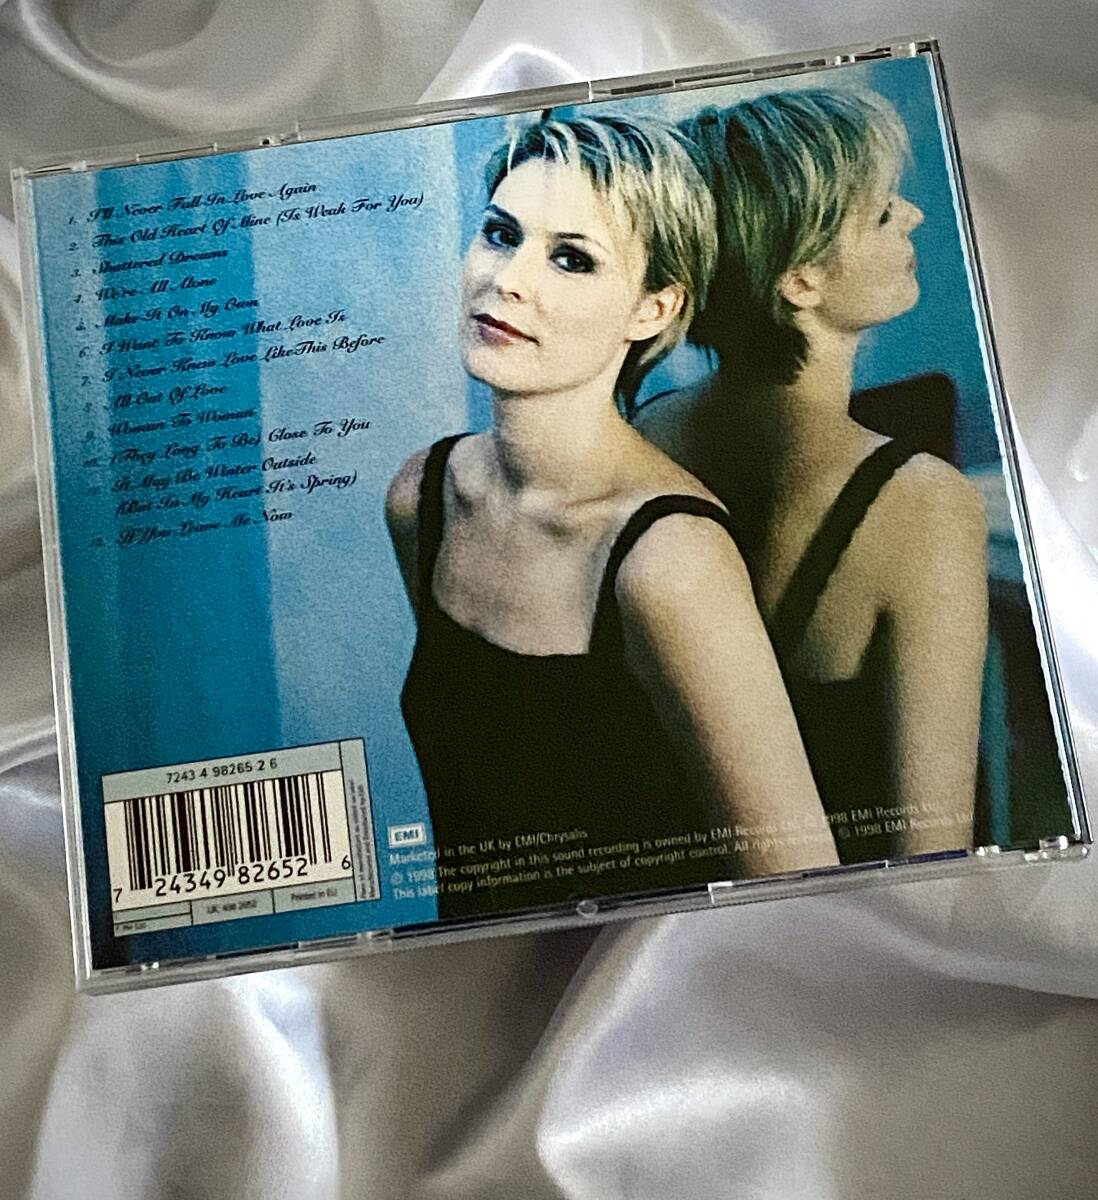 1. I'll Never Fall In Love Again
2. This Old Heart Of Mine (Is Weak For You)
3. Shattered Dreams
4. We're All Alone
5. Make It On My Own
6. I Want To Know What Love Is
7. I Never Knew Love Like This Before
8. All Out Of Love
9. Woman To Woman
10. (They Long To Be) Close To You
11. It May Be Winter Outside
(But In My Heart It's Spring)
12. If You Leave Me Now
7243 4 98265 2 6
7 24349 82652 6
UK: 498 2652
Printed in EU
EMI
Marketed in the UK by EMI/Chrysalis
℗ 1998 The copyright in this sound recording is owned by EMI Records Ltd. © 1998 EMI Records Ltd.
This label copy information is the subject of copyright control. All rights © 1998 EMI Records Ltd